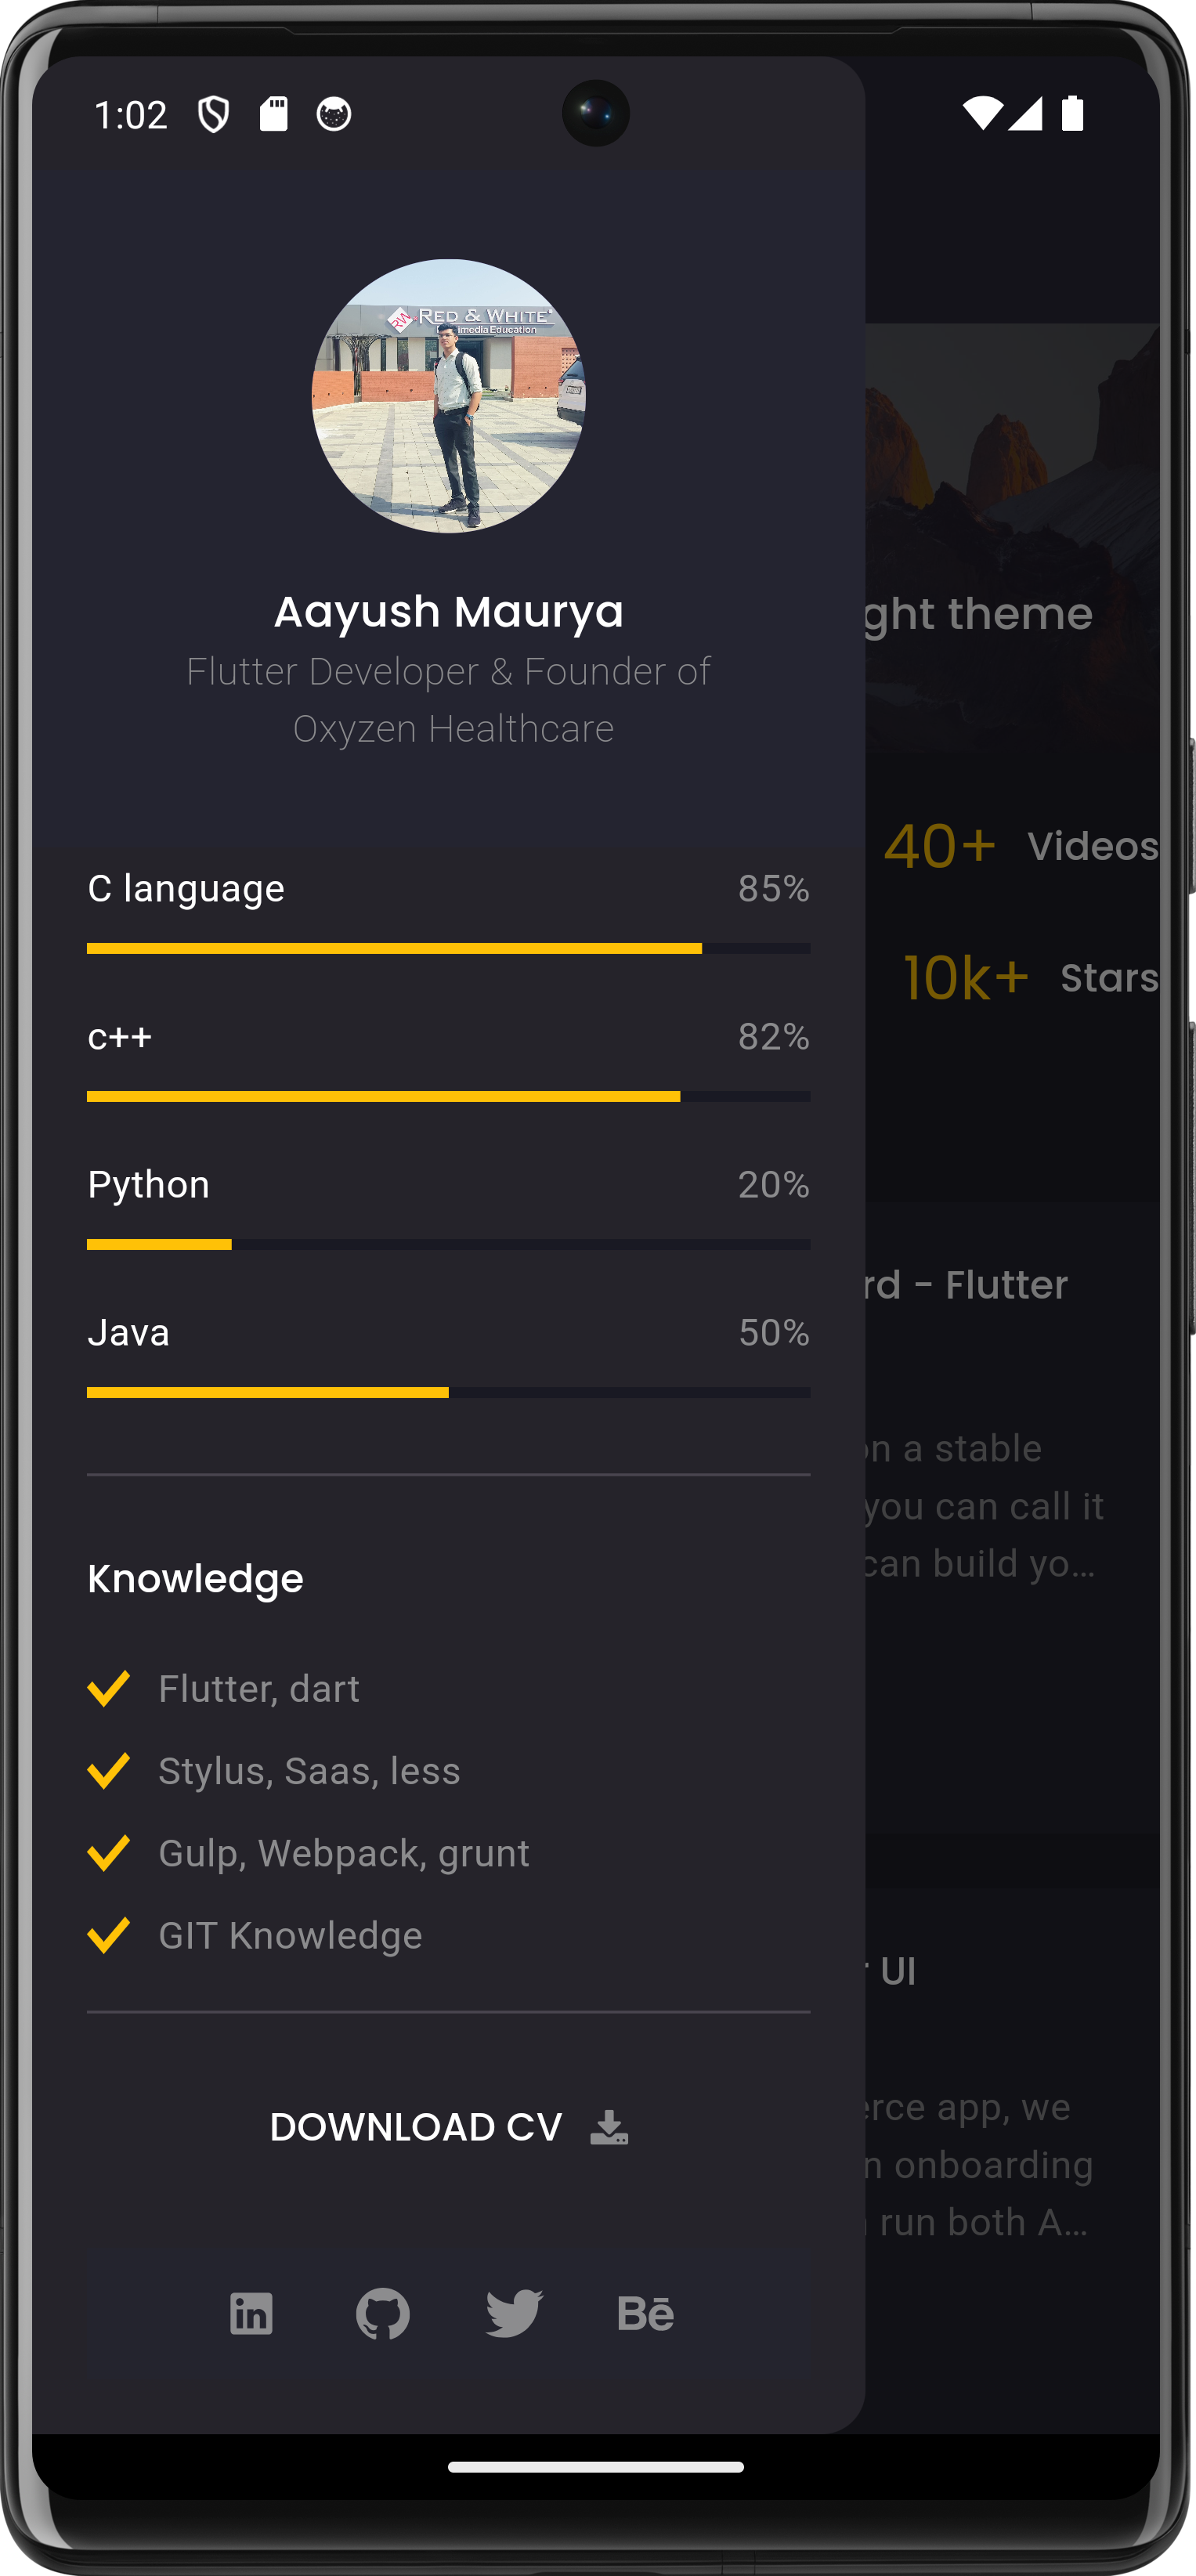 1:02
RW RED & WHITE
media Education
Aayush Maurya
Flutter Developer & Founder of
Oxyzen Healthcare
ght theme
40+ Videos
10k+ Stars
C language 85%
c++ 82%
Python 20%
Java 50%
rd - Flutter
on a stable
you can call it
can build yo...
Knowledge
Flutter, dart
Stylus, Saas, less
Gulp, Webpack, grunt
GIT Knowledge
r UI
DOWNLOAD CV
erce app, we
n onboarding
run both A...
in
Bē